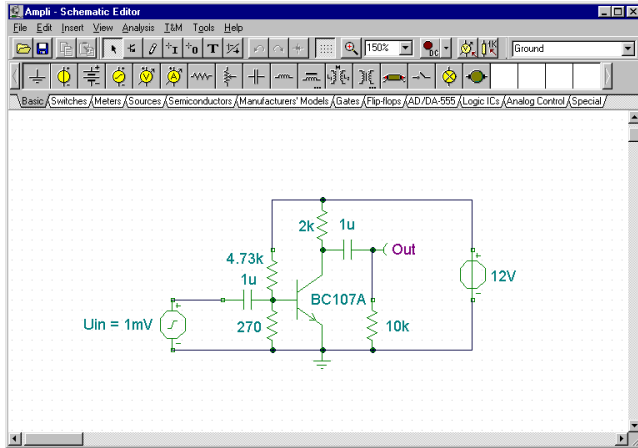 Ampli - Schematic Editor
File Edit Insert View Analysis T&M Tools Help
T 150% DC Ground
Basic Switches Meters Sources Semiconductors Manufacturers' Models Gates Flip-flops AD/DA-555 Logic ICs Analog Control Special
2k 1u
Out
4.73k
1u
12V
BC107A
Uin = 1mV 270 10k